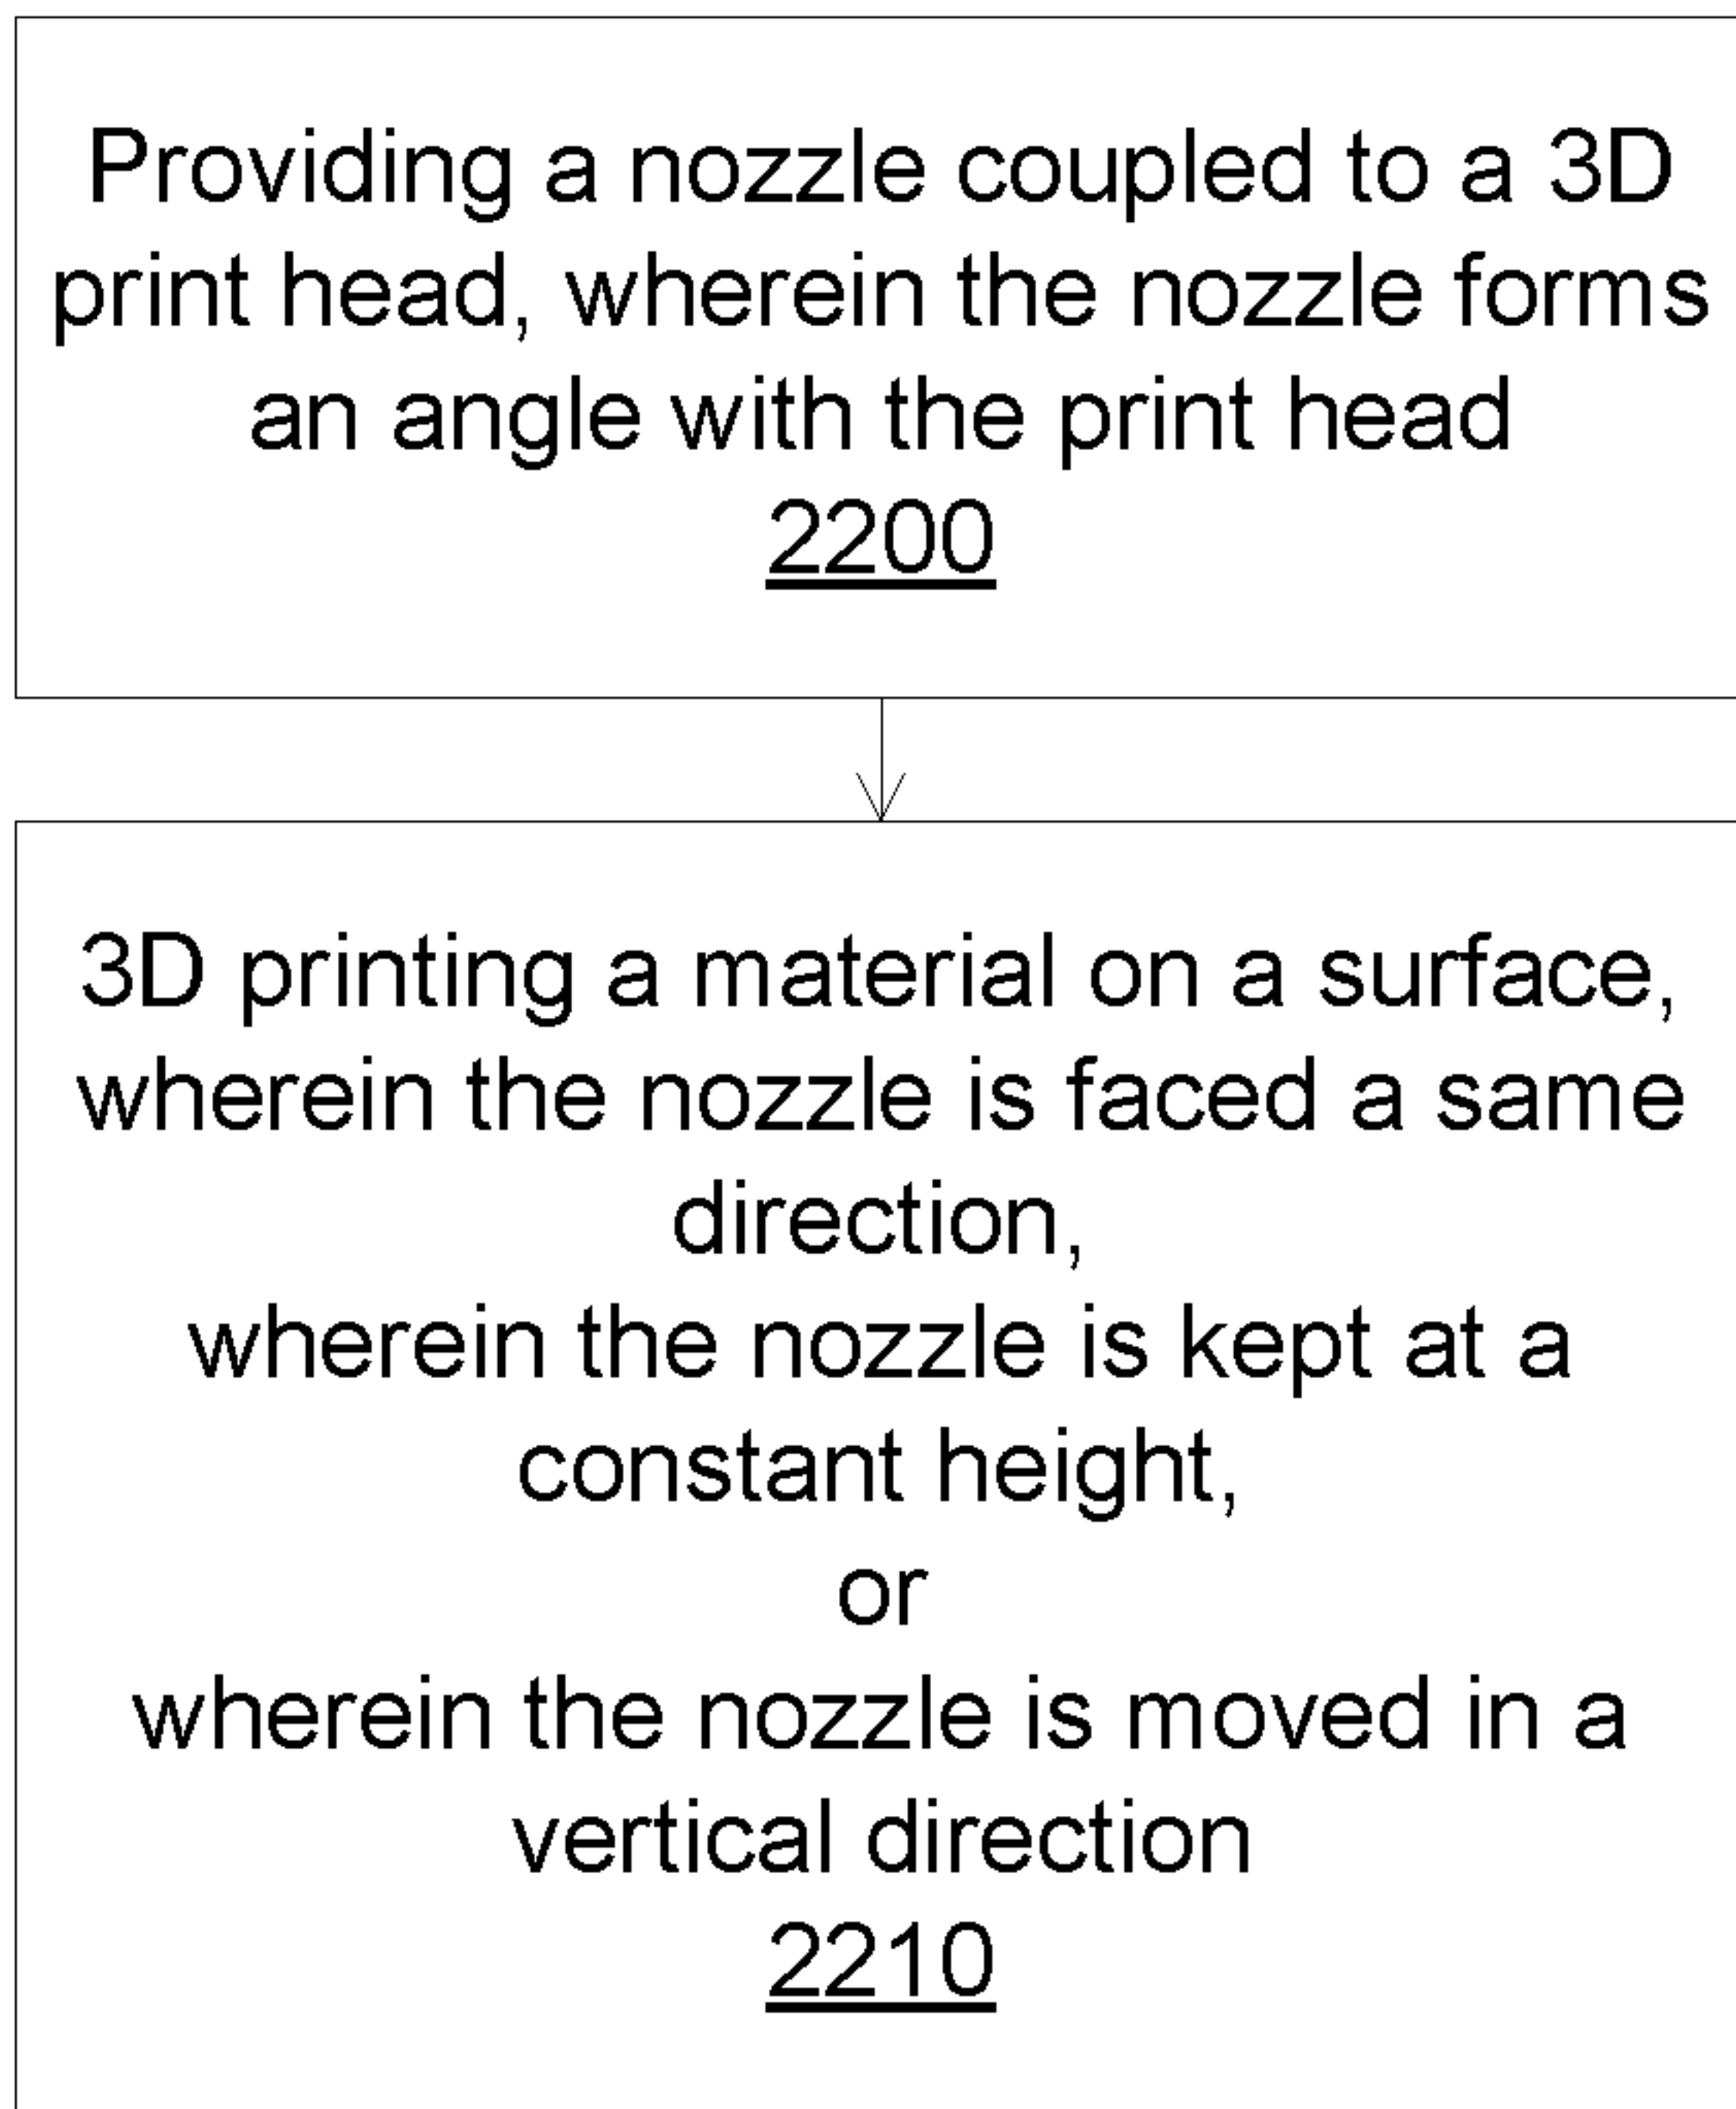 Providing a nozzle coupled to a 3D
print head, wherein the nozzle forms
an angle with the print head
2200
3D printing a material on a surface,
wherein the nozzle is faced a same
direction,
wherein the nozzle is kept at a
constant height,
or
wherein the nozzle is moved in a
vertical direction
2210